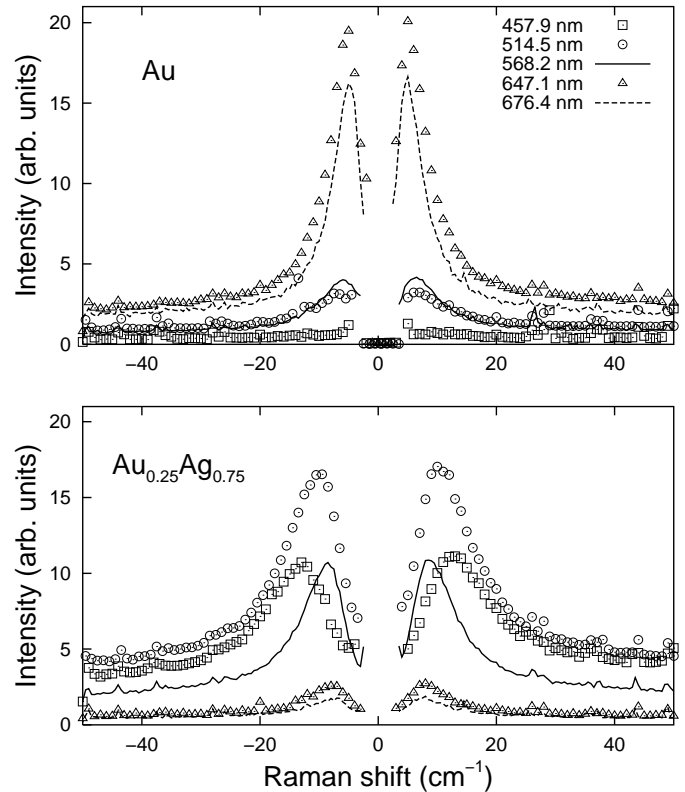 Au
457.9 nm
514.5 nm
568.2 nm
647.1 nm
676.4 nm
Intensity (arb. units)
20
15
10
5
0
−40 −20 0 20 40
Au0.25Ag0.75
Intensity (arb. units)
20
15
10
5
0
−40 −20 0 20 40
Raman shift (cm−1)